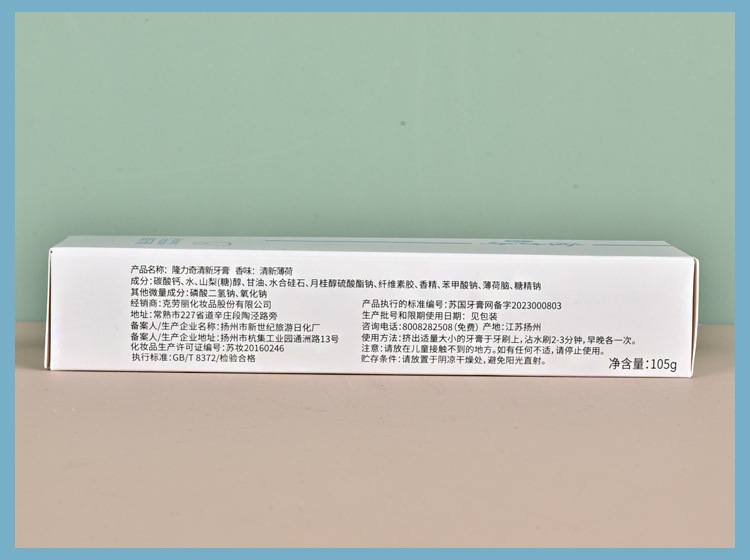 产品名称：隆力奇清新牙膏 香味：清新薄荷
成分：碳酸钙、水、山梨(糖)醇、甘油、水合硅石、月桂醇硫酸酯钠、纤维素胶、香精、苯甲酸钠、薄荷脑、糖精钠
其他微量成分：磷酸二氢钠、氧化钠
经销商：克劳丽化妆品股份有限公司
地址：常熟市227省道辛庄段陶泾路旁
备案人/生产企业名称：扬州市新世纪旅游日化厂
备案人/生产企业地址：扬州市杭集工业园通洲路13号
化妆品生产许可证编号：苏妆20160246
执行标准：GB/T 8372/检验合格
产品执行的标准编号：苏国牙膏网备字2023000803
生产批号和限期使用日期：见包装
咨询电话：8008282508(免费) 产地：江苏扬州
使用方法：挤出适量大小的牙膏于牙刷上，沾水刷2-3分钟，早晚各一次。
注意：请放在儿童接触不到的地方。如有任何不适，请停止使用。
贮存条件：请放置于阴凉干燥处，避免阳光直射。
净含量：105g